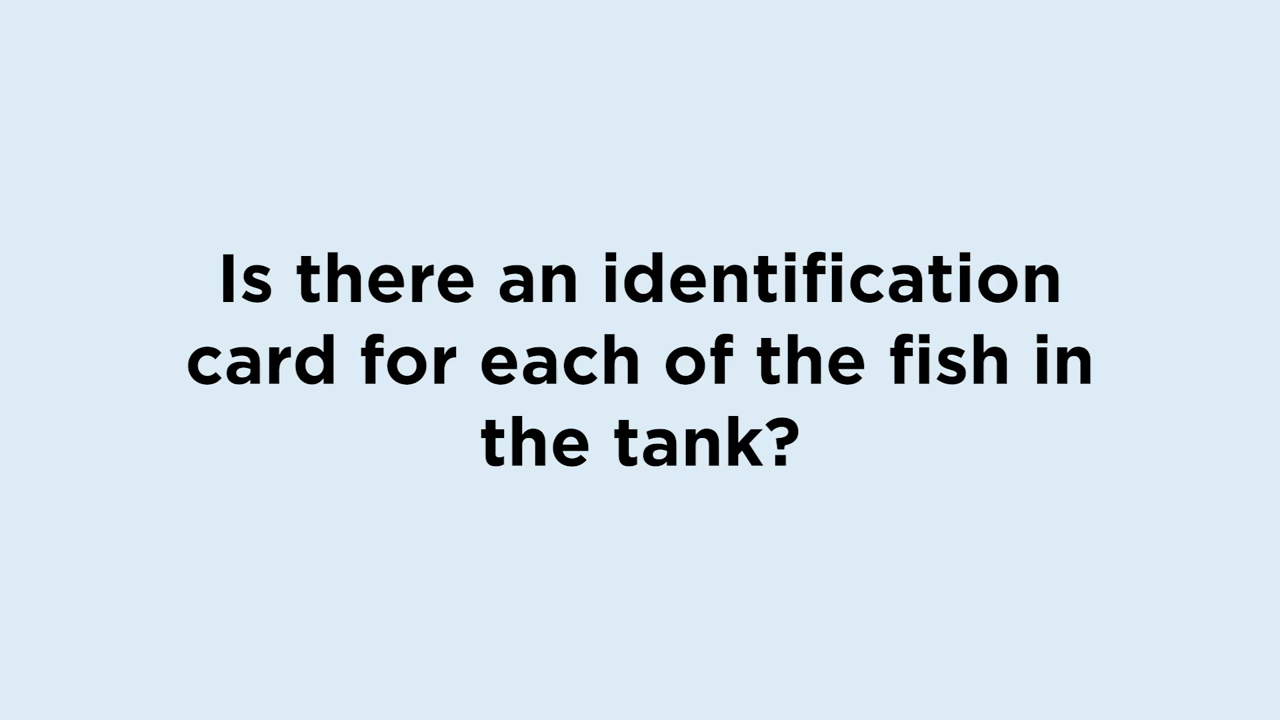 Is there an identification
card for each of the fish in
the tank?